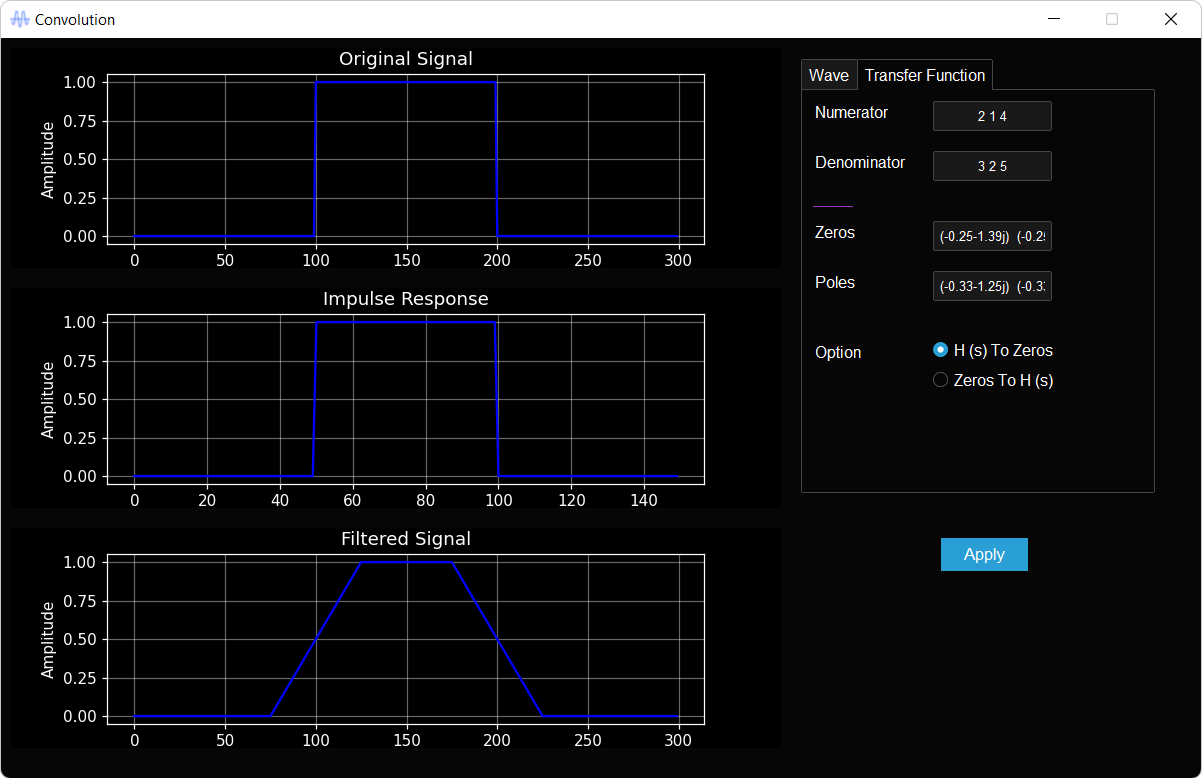 Convolution
Original Signal
Amplitude
1.00
0.75
0.50
0.25
0.00
0 50 100 150 200 250 300
Impulse Response
Amplitude
1.00
0.75
0.50
0.25
0.00
0 20 40 60 80 100 120 140
Filtered Signal
Amplitude
1.00
0.75
0.50
0.25
0.00
0 50 100 150 200 250 300
Wave Transfer Function
Numerator 2 1 4
Denominator 3 2 5
Zeros (-0.25-1.39j) (-0.25
Poles (-0.33-1.25j) (-0.33
Option H (s) To Zeros
Zeros To H (s)
Apply